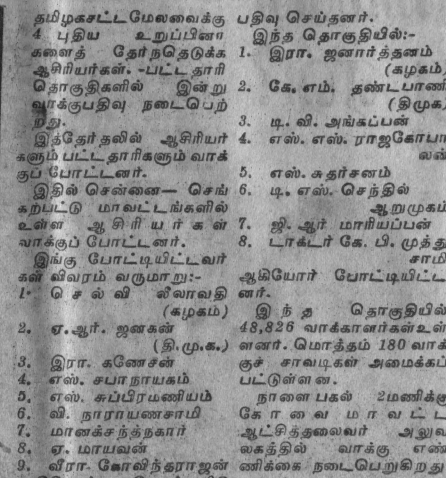 தமிழகசட்டமேலவைக்கு
4 புதிய உறுப்பினர்
களைத் தேர்ந்தெடுக்க
ஆசிரியர்கள். -பட்டதாரி
தொகுதிகளில் இன்று
வாக்குபதிவு நடைபெற்
றது.
இத்தேர்தலில் ஆசிரியர்
களும் பட்டதாரிகளும் வாக்
குப் போட்டனர்.
இதில் சென்னை— செங்
கற்பட்டு மாவட்டங்களில்
உள்ள ஆசிரியர்கள்
வாக்குப் போட்டனர்.
இங்கு போட்டியிட்டவர்
கள் விவரம் வருமாறு:-
1· செல்வி லீலாவதி
(கழகம்)
2. ஏ.ஆர். ஜனகன்
(தி.மு.க.)
3. இரா. கணேசன்
4. எஸ். சபாநாயகம்
5. எஸ். சுப்பிரமணியம்
6. வி. நாராயணசாமி
7. மானக்சந்த்நகார்
8. ஏ. மாயவன்
9. வீரா. கோவிந்தராஜன்
பதிவு செய்தனர்.
இந்த தொகுதியில்:-
1. இரா. ஜனார்த்தனம்
(கழகம்)
2. கே. எம். தண்டபாணி
(திமுக)
3. டி. வி. அங்கப்பன்
4. எஸ். எஸ். ராஜகோபா
லன்
5. எஸ். சுதர்சனம்
6. டி. எஸ். செந்தில்
ஆறுமுகம்
7. ஜி. ஆர் மாரியப்பன்
8. டாக்டர் கே. பி. முத்து
சாமி
ஆகியோர் போட்டியிட்ட
னர்.
இந்த தொகுதியில்
48,826 வாக்காளர்கள்உள்
ளனர். மொத்தம் 180 வாக்
குச் சாவடிகள் அமைக்கப்
பட்டுள்ளன.
நாளை பகல் 2மணிக்கு
கோவை மாவட்ட
ஆட்சித்தலைவர் அலுவ
லகத்தில் வாக்கு எண்
ணிக்கை நடைபெறுகிறது